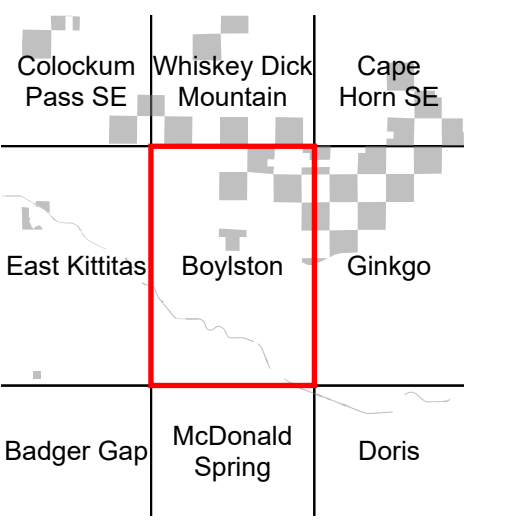 Colockum
Pass SE
Whiskey Dick
Mountain
Cape
Horn SE
East Kittitas
Boylston
Ginkgo
Badger Gap
McDonald
Spring
Doris